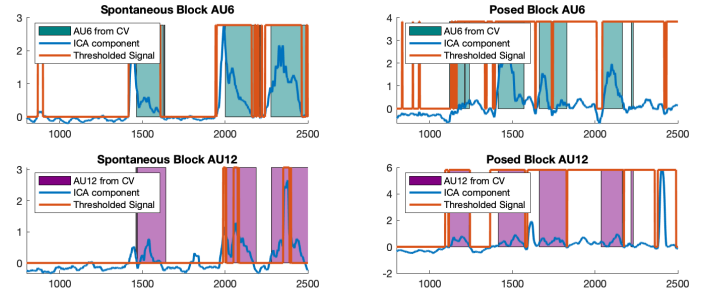 Spontaneous Block AU6
3
2
1
0
AU6 from CV
ICA component
Thresholded Signal
1000
1500
2000
2500
Posed Block AU6
4
3
2
1
0
-1
AU6 from CV
ICA component
Thresholded Signal
1000
1500
2000
2500
Spontaneous Block AU12
3
2
1
0
AU12 from CV
ICA component
Thresholded Signal
1000
1500
2000
2500
Posed Block AU12
6
4
2
0
-2
AU12 from CV
ICA component
Thresholded Signal
1000
1500
2000
2500